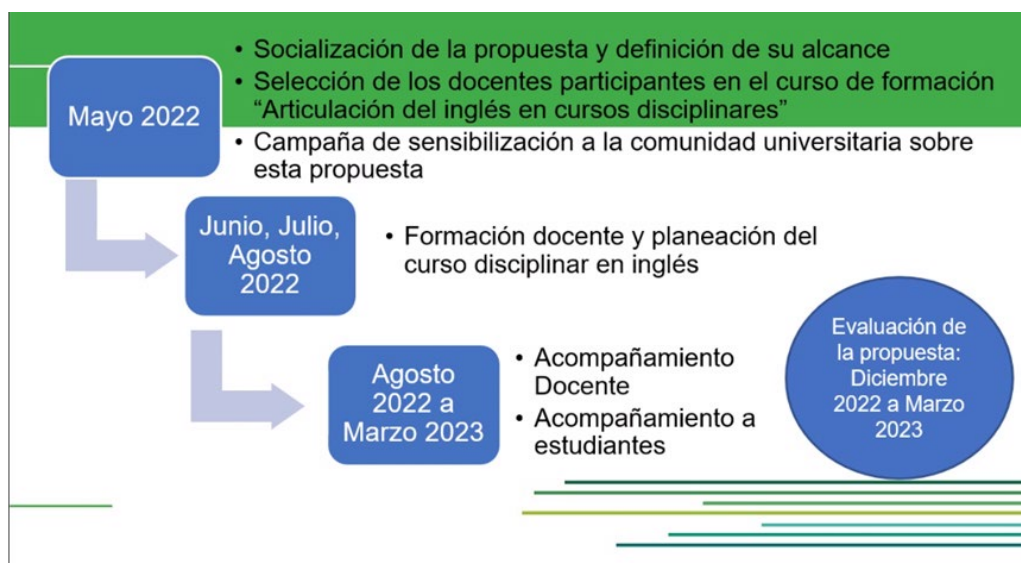 Mayo 2022
• Socialización de la propuesta y definición de su alcance
• Selección de los docentes participantes en el curso de formación
“Articulación del inglés en cursos disciplinares”
• Campaña de sensibilización a la comunidad universitaria sobre
esta propuesta
Junio, Julio,
Agosto
2022
• Formación docente y planeación del
curso disciplinar en inglés
Agosto
2022 a
Marzo 2023
• Acompañamiento
Docente
• Acompañamiento a
estudiantes
Evaluación de
la propuesta:
Diciembre
2022 a Marzo
2023